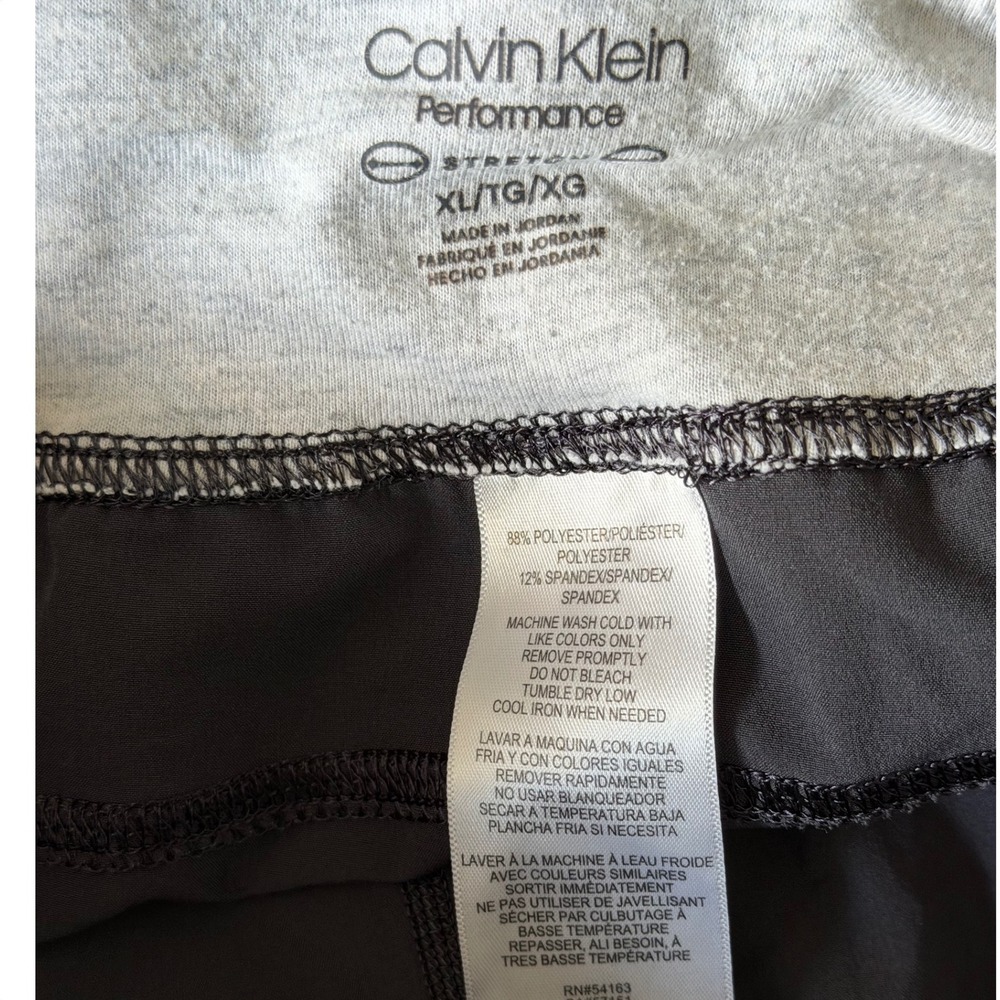 Calvin Klein
Performance
STRETCH
XL/TG/XG
MADE IN JORDAN
FABRIQUÉ EN JORDANIE
HECHO EN JORDANIA
88% POLYESTER/POLIÉSTER/
POLYESTER
12% SPANDEX/SPANDEX/
SPANDEX
MACHINE WASH COLD WITH
LIKE COLORS ONLY
REMOVE PROMPTLY
DO NOT BLEACH
TUMBLE DRY LOW
COOL IRON WHEN NEEDED
LAVAR A MAQUINA CON AGUA
FRIA Y CON COLORES IGUALES
REMOVER RAPIDAMENTE
NO USAR BLANQUEADOR
SECAR A TEMPERATURA BAJA
PLANCHA FRIA SI NECESITA
LAVER À LA MACHINE À LEAU FROIDE
AVEC COULEURS SIMILAIRES
SORTIR IMMÈDIATEMENT
NE PAS UTILISER DE JAVELLISANT
SÈCHER PAR CULBUTAGE À
BASSE TEMPÈRATURE
REPASSER, ALI BESOIN, À
TRES BASSE TEMPÈRATURE
RN#54163